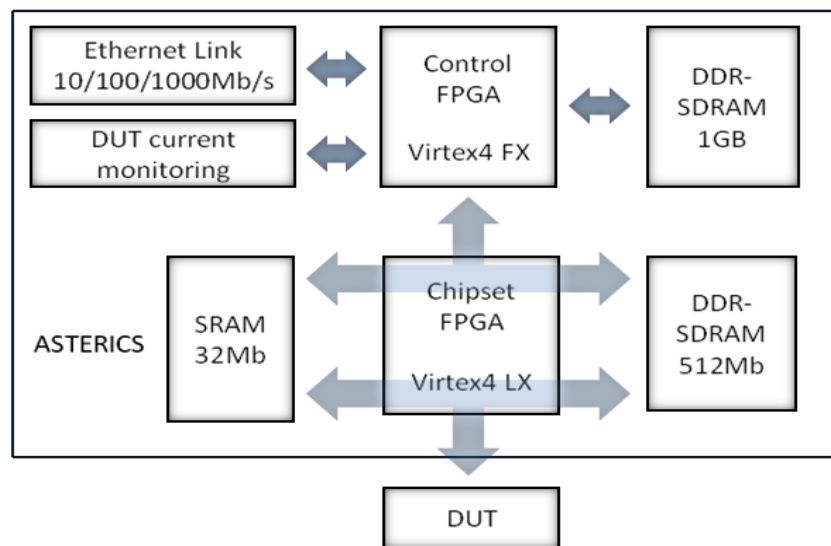 Ethernet Link
10/100/1000Mb/s
DUT current
monitoring
Control
FPGA
Virtex4 FX
DDR-
SDRAM
1GB
ASTERICS
SRAM
32Mb
Chipset
FPGA
Virtex4 LX
DDR-
SDRAM
512Mb
DUT